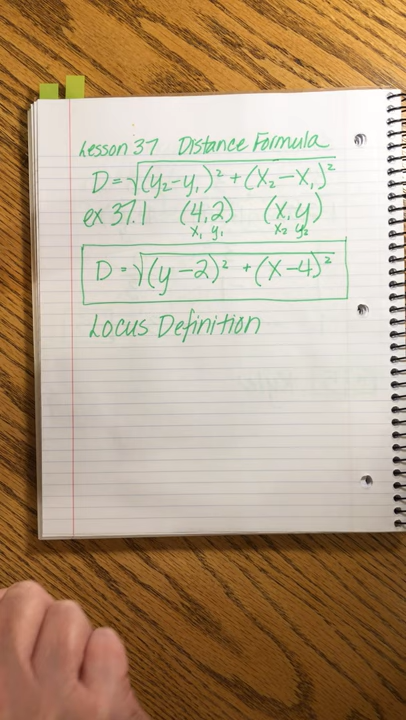 Lesson 37 Distance Formula
D = √(y₂-y₁)² + (x₂-x₁)²
ex 37.1 (4,2) (x,y)
x₁ y₁ x₂ y₂
D = √(y-2)² + (x-4)²
Locus Definition